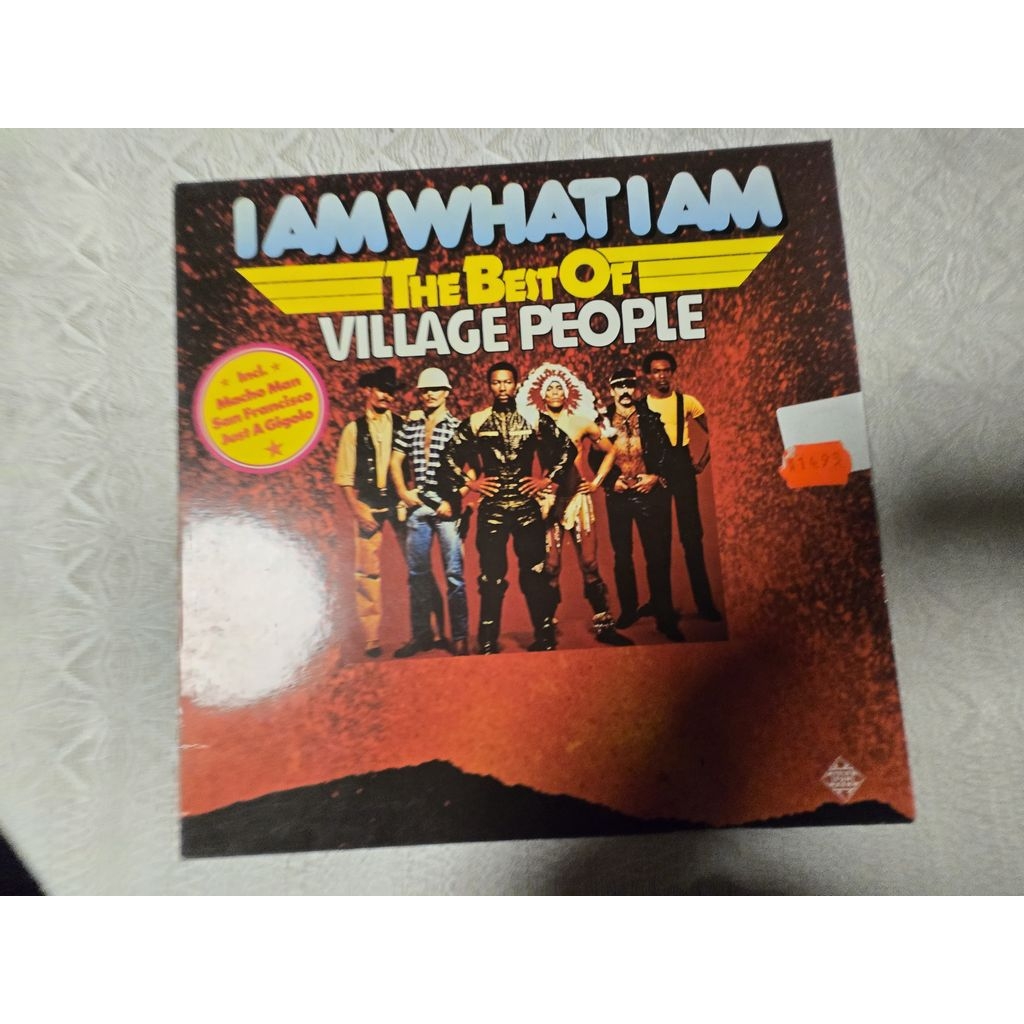 I AM WHAT I AM
THE BEST OF
VILLAGE PEOPLE
Incl.
Macho Man
San Francisco
Just A Gigolo